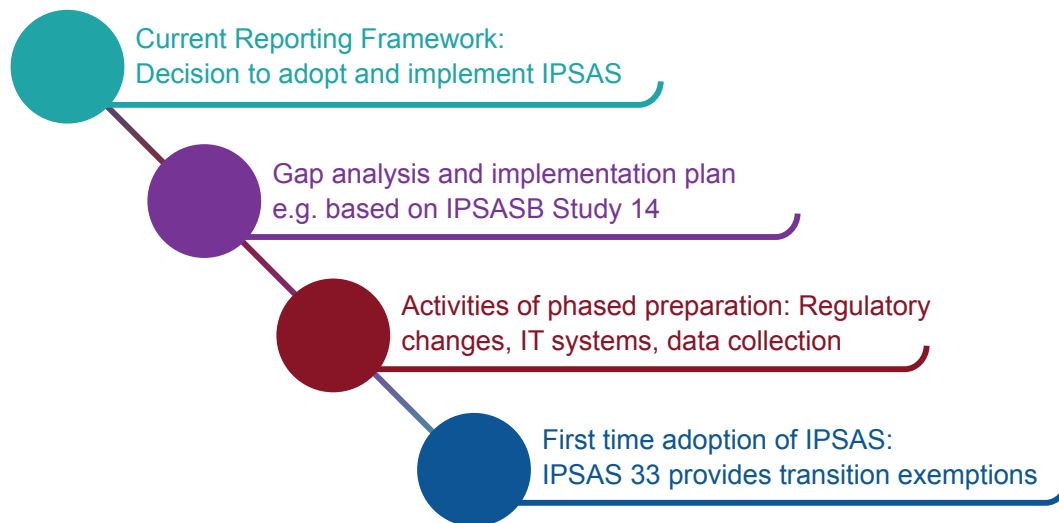 Current Reporting Framework:
Decision to adopt and implement IPSAS
Gap analysis and implementation plan
e.g. based on IPSASB Study 14
Activities of phased preparation: Regulatory
changes, IT systems, data collection
First time adoption of IPSAS:
IPSAS 33 provides transition exemptions